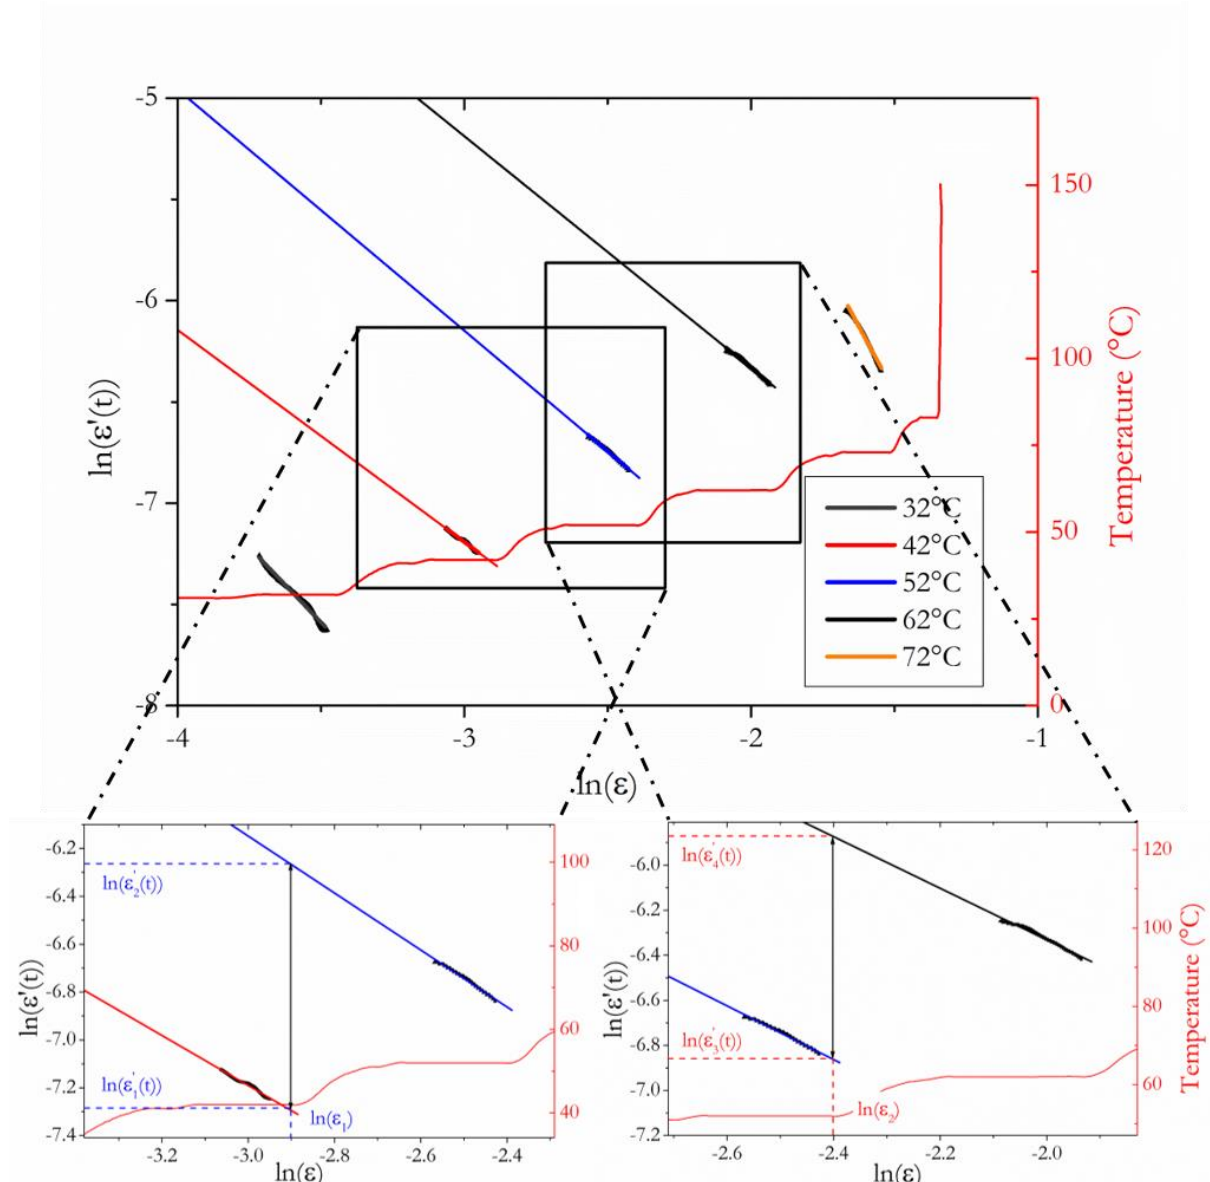 -5
-6
-7
-8
ln(ε'(t))
-4
-3
-2
-1
ln(ε)
150
100
50
0
Temperature (°C)
32°C
42°C
52°C
62°C
72°C
-6.2
-6.4
-6.6
-6.8
-7.0
-7.2
-7.4
ln(ε'(t))
ln(ε₂'(t))
ln(ε₁'(t))
ln(ε₁)
100
80
60
40
-3.2
-3.0
-2.8
-2.6
-2.4
ln(ε)
-6.0
-6.2
-6.4
-6.6
-6.8
-7.0
-7.2
ln(ε'(t))
ln(ε₄'(t))
ln(ε₃'(t))
ln(ε₂)
120
100
80
60
Temperature (°C)
-2.6
-2.4
-2.2
-2.0
ln(ε)